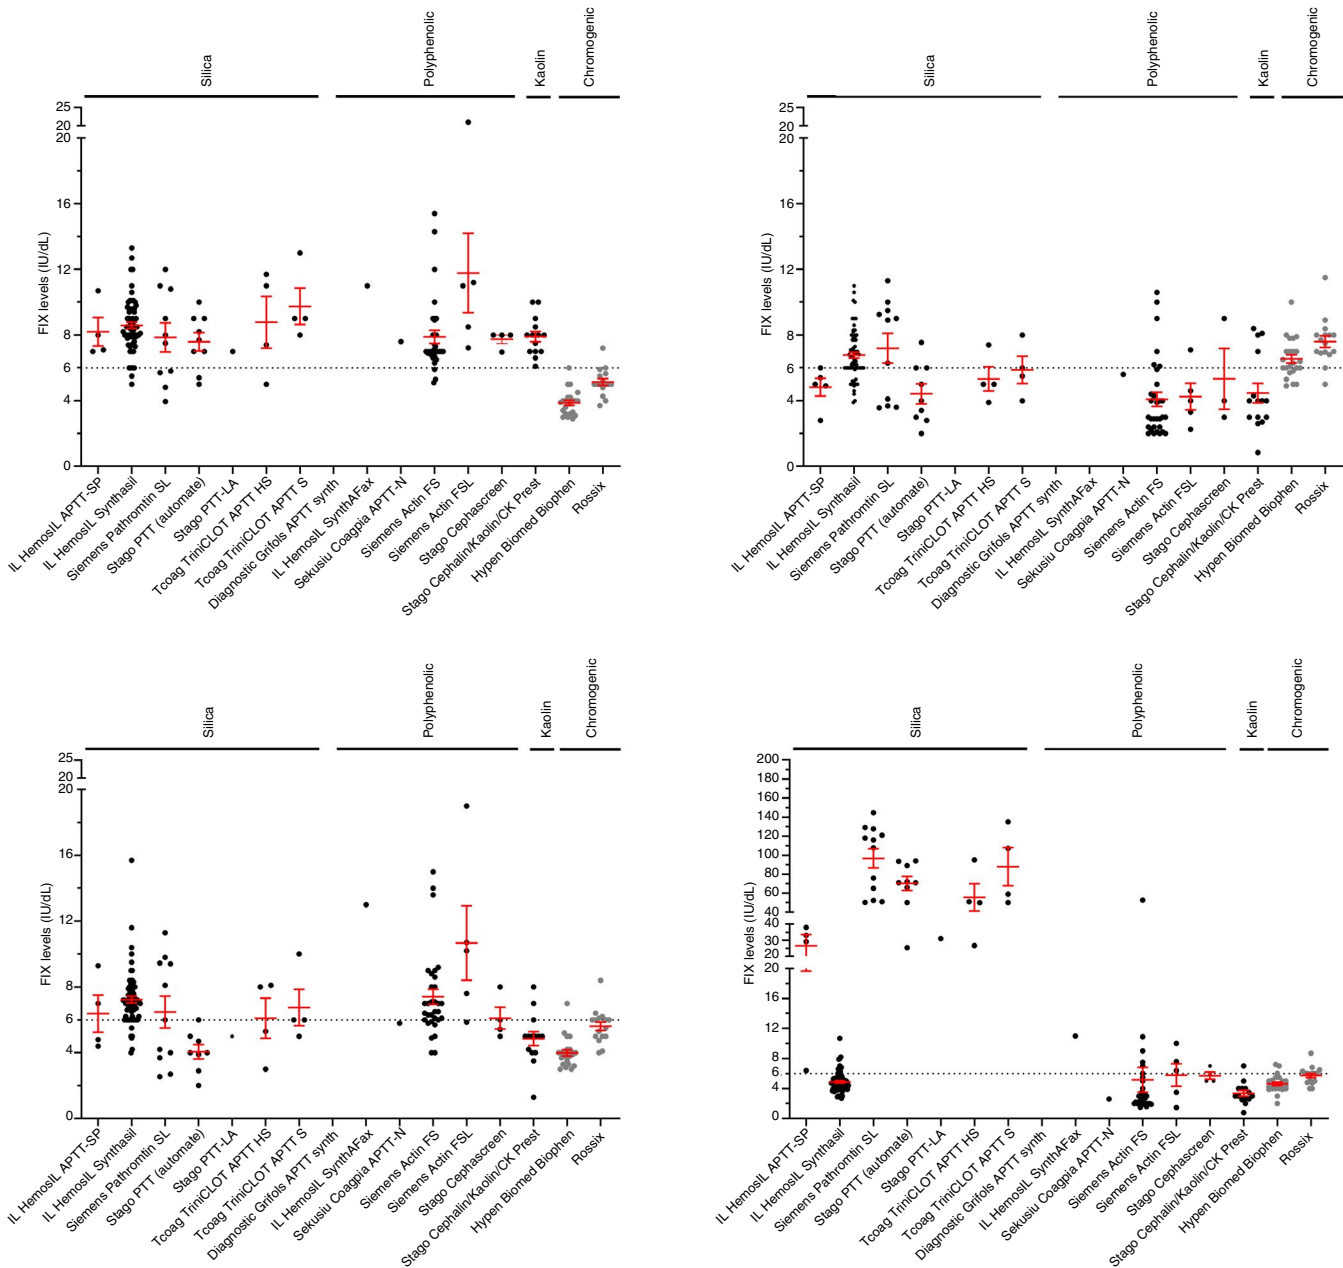 Silica
Polyphenolic
Kaolin
Chromogenic
FIX levels (IU/dL)
25
20
20
16
12
8
6
4
0
IL HemosIL APTT-SP
IL HemosIL Synthasil
Siemens Pathromtin SL
Stago PTT (automate)
Stago PTT-LA
Tcoag TriniCLOT APTT HS
Tcoag TriniCLOT APTT S
Diagnostic Grifols APTT synth
IL HemosIL SynthAFax
Sekusiu Coagpia APTT-N
Siemens Actin FS
Siemens Actin FSL
Stago Cephascreen
Stago Cephalin/Kaolin/CK Prest
Hypen Biomed Biophen
Rossix
Silica
Polyphenolic
Kaolin
Chromogenic
FIX levels (IU/dL)
25
20
20
16
12
8
6
4
0
IL HemosIL APTT-SP
IL HemosIL Synthasil
Siemens Pathromtin SL
Stago PTT (automate)
Stago PTT-LA
Tcoag TriniCLOT APTT HS
Tcoag TriniCLOT APTT S
Diagnostic Grifols APTT synth
IL HemosIL SynthAFax
Sekusiu Coagpia APTT-N
Siemens Actin FS
Siemens Actin FSL
Stago Cephascreen
Stago Cephalin/Kaolin/CK Prest
Hypen Biomed Biophen
Rossix
Silica
Polyphenolic
Kaolin
Chromogenic
FIX levels (IU/dL)
25
20
20
16
12
8
6
4
0
IL HemosIL APTT-SP
IL HemosIL Synthasil
Siemens Pathromtin SL
Stago PTT (automate)
Stago PTT-LA
Tcoag TriniCLOT APTT HS
Tcoag TriniCLOT APTT S
Diagnostic Grifols APTT synth
IL HemosIL SynthAFax
Sekusiu Coagpia APTT-N
Siemens Actin FS
Siemens Actin FSL
Stago Cephascreen
Stago Cephalin/Kaolin/CK Prest
Hypen Biomed Biophen
Rossix
Silica
Polyphenolic
Kaolin
Chromogenic
FIX levels (IU/dL)
200
180
160
140
120
100
80
60
40
40
30
20
20
16
12
8
6
4
0
IL HemosIL APTT-SP
IL HemosIL Synthasil
Siemens Pathromtin SL
Stago PTT (automate)
Stago PTT-LA
Tcoag TriniCLOT APTT HS
Tcoag TriniCLOT APTT S
Diagnostic Grifols APTT synth
IL HemosIL SynthAFax
Sekusiu Coagpia APTT-N
Siemens Actin FS
Siemens Actin FSL
Stago Cephascreen
Stago Cephalin/Kaolin/CK Prest
Hypen Biomed Biophen
Rossix